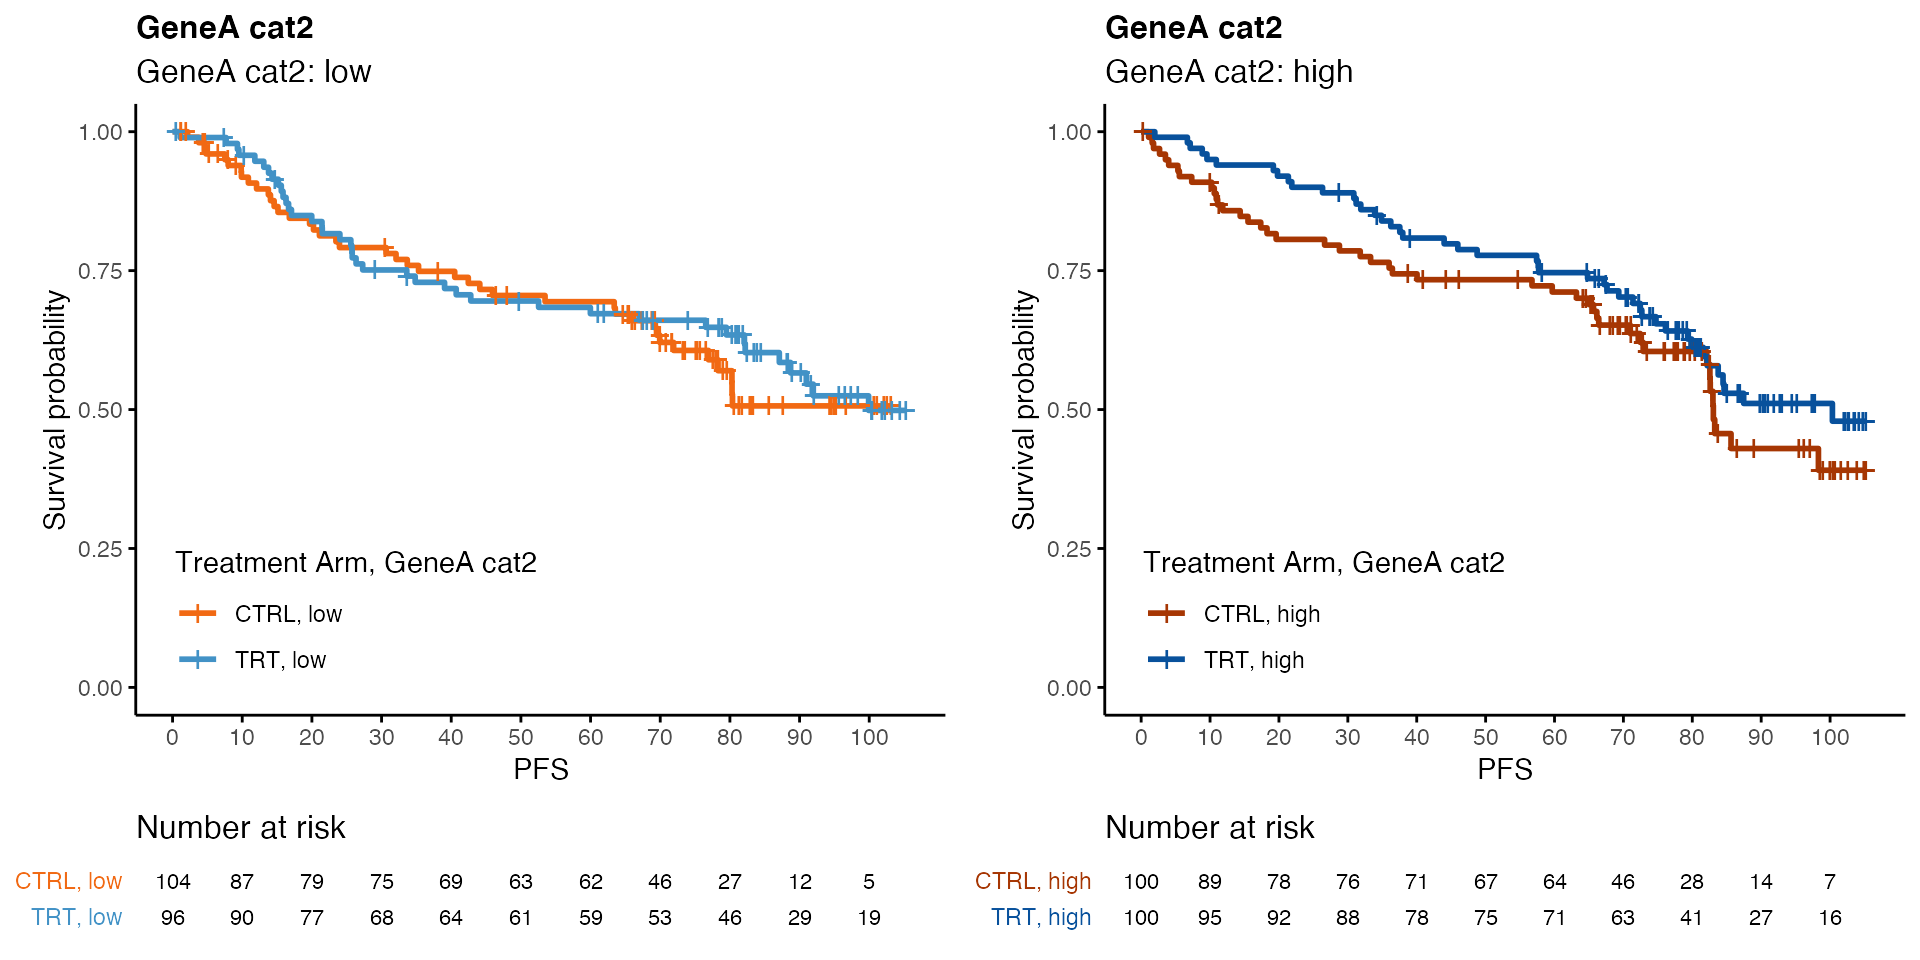 GeneA cat2
GeneA cat2: low
Survival probability
1.00
0.75
0.50
0.25
0.00
Treatment Arm, GeneA cat2
CTRL, low
TRT, low
0 10 20 30 40 50 60 70 80 90 100
PFS
Number at risk
CTRL, low 104 87 79 75 69 63 62 46 27 12 5
TRT, low 96 90 77 68 64 61 59 53 46 29 19
GeneA cat2
GeneA cat2: high
Survival probability
1.00
0.75
0.50
0.25
0.00
Treatment Arm, GeneA cat2
CTRL, high
TRT, high
0 10 20 30 40 50 60 70 80 90 100
PFS
Number at risk
CTRL, high 100 89 78 76 71 67 64 46 28 14 7
TRT, high 100 95 92 88 78 75 71 63 41 27 16